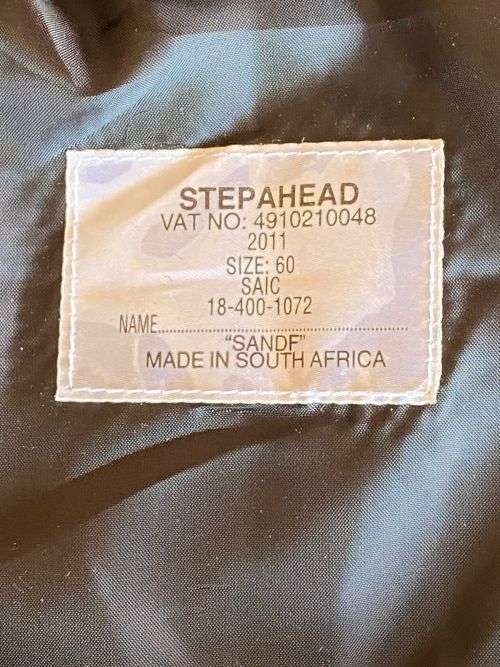 STEPAHEAD
VAT NO: 4910210048
2011
SIZE: 60
SAIC
18-400-1072
NAME..............................................................
"SANDF"
MADE IN SOUTH AFRICA